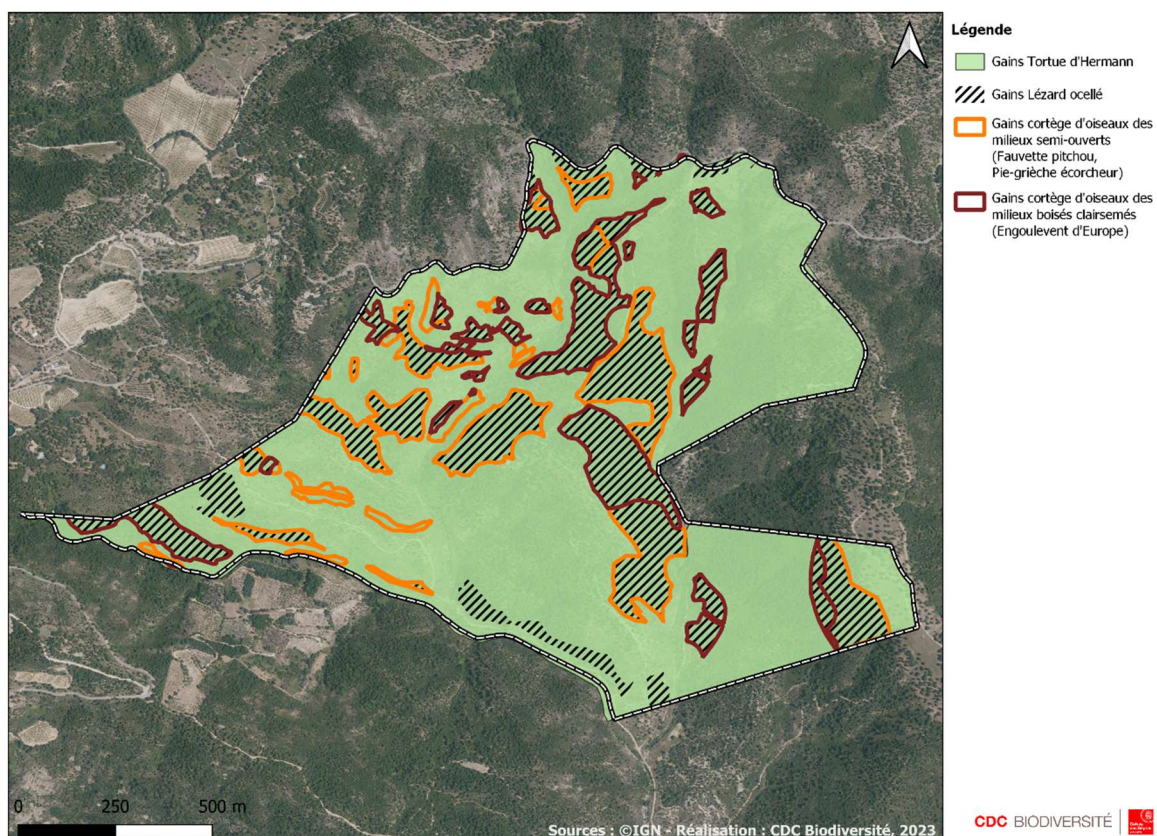 Légende
Gains Tortue d'Hermann
Gains Lézard ocellé
Gains cortège d'oiseaux des
milieux semi-ouverts
(Fauvette pitchou,
Pie-grièche écorcheur)
Gains cortège d'oiseaux des
milieux boisés clairsemés
(Engoulevent d'Europe)
0 250 500 m
Sources : ©IGN - Réalisation : CDC Biodiversité, 2023
CDC BIODIVERSITÉ